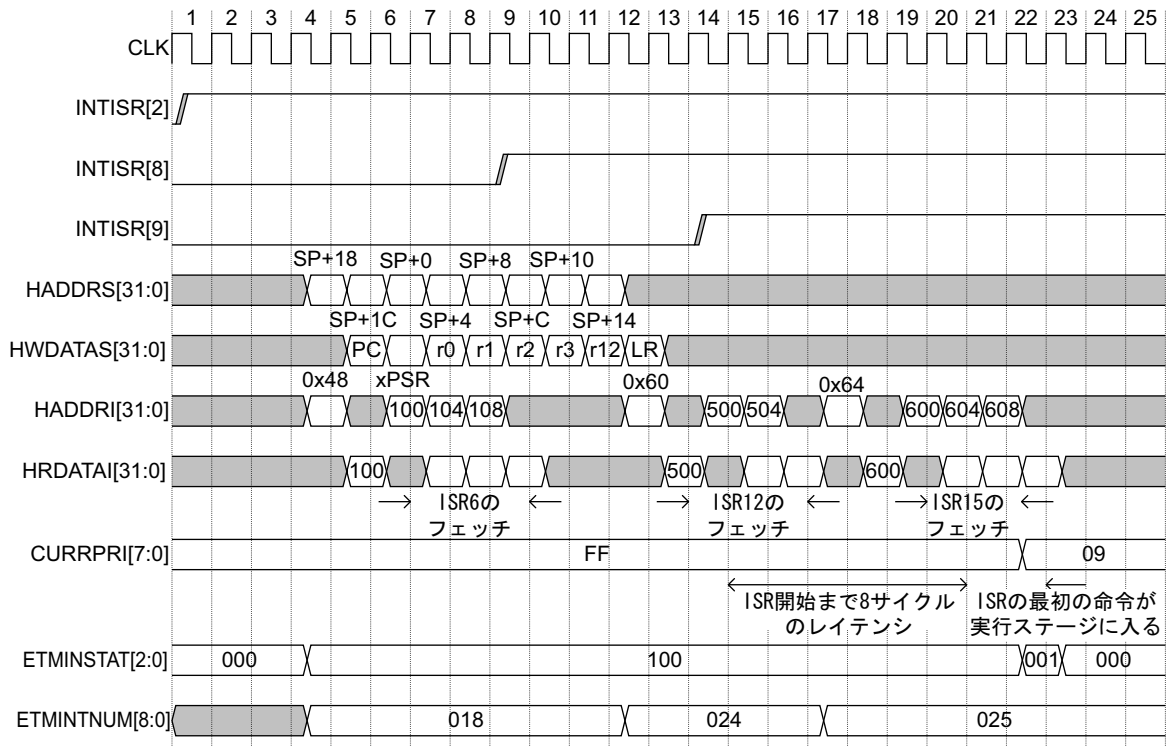 1 2 3 4 5 6 7 8 9 10 11 12 13 14 15 16 17 18 19 20 21 22 23 24 25
CLK
INTISR[2]
INTISR[8]
INTISR[9]
SP+18 SP+0 SP+8 SP+10
HADDRS[31:0]
SP+1C SP+4 SP+C SP+14
HWDATAS[31:0] PC r0 r1 r2 r3 r12 LR
0x48 xPSR 0x60 0x64
HADDRI[31:0] 100 104 108 500 504 600 604 608
HRDATAI[31:0] 100 500 600
ISR6の ISR12の ISR15の
フェッチ フェッチ フェッチ
CURRPRI[7:0] FF 09
ISR開始まで8サイクル ISRの最初の命令が
のレイテンシ 実行ステージに入る
ETMINSTAT[2:0] 000 100 001 000
ETMINTNUM[8:0] 018 024 025